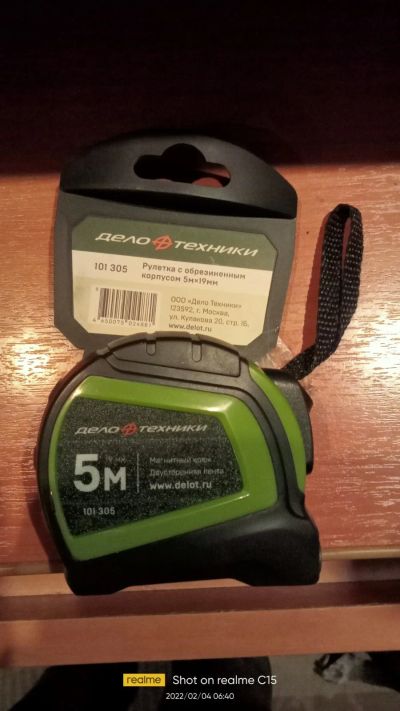 ДЕЛО ТЕХНИКИ
101 305
Рулетка с обрезиненным
корпусом 5м×19мм
ООО «Дело Техники»
123592, г. Москва,
ул. Кулакова 20, стр. 1Б,
www.delot.ru
ДЕЛО ТЕХНИКИ
19 мм
5м
Магнитный крюк
Двусторонняя лента
www.delot.ru
101 305
realme Shot on realme C15
2022/02/04 06:40